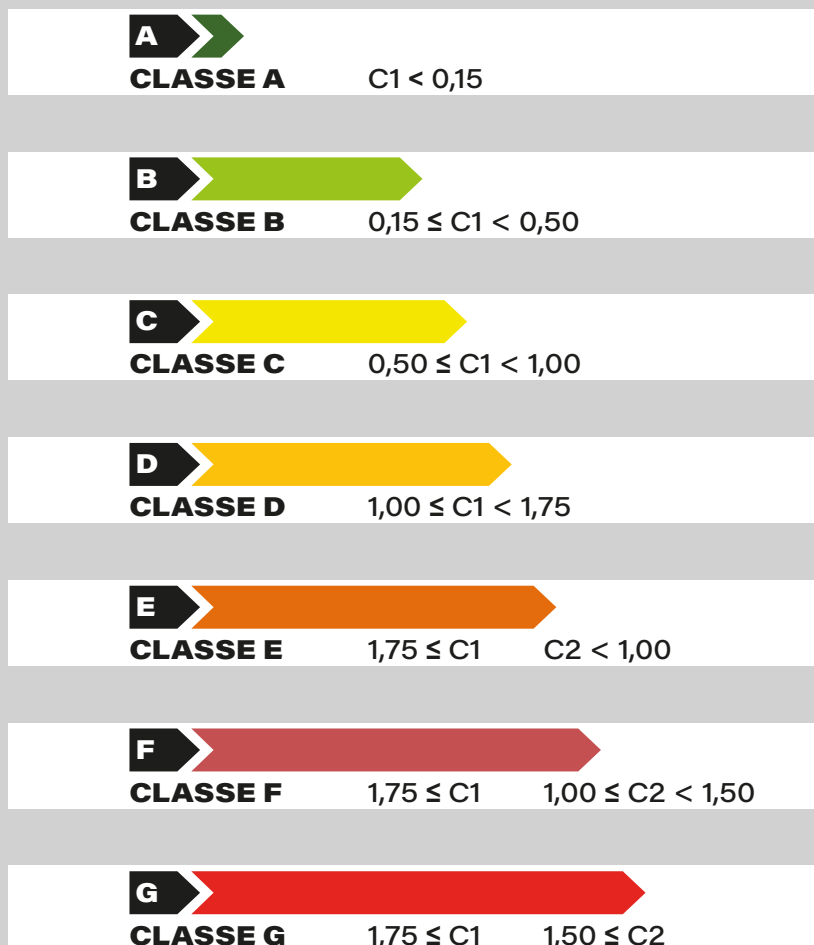 A
CLASSE A C1 < 0,15
B
CLASSE B 0,15 ≤ C1 < 0,50
C
CLASSE C 0,50 ≤ C1 < 1,00
D
CLASSE D 1,00 ≤ C1 < 1,75
E
CLASSE E 1,75 ≤ C1 C2 < 1,00
F
CLASSE F 1,75 ≤ C1 1,00 ≤ C2 < 1,50
G
CLASSE G 1,75 ≤ C1 1,50 ≤ C2